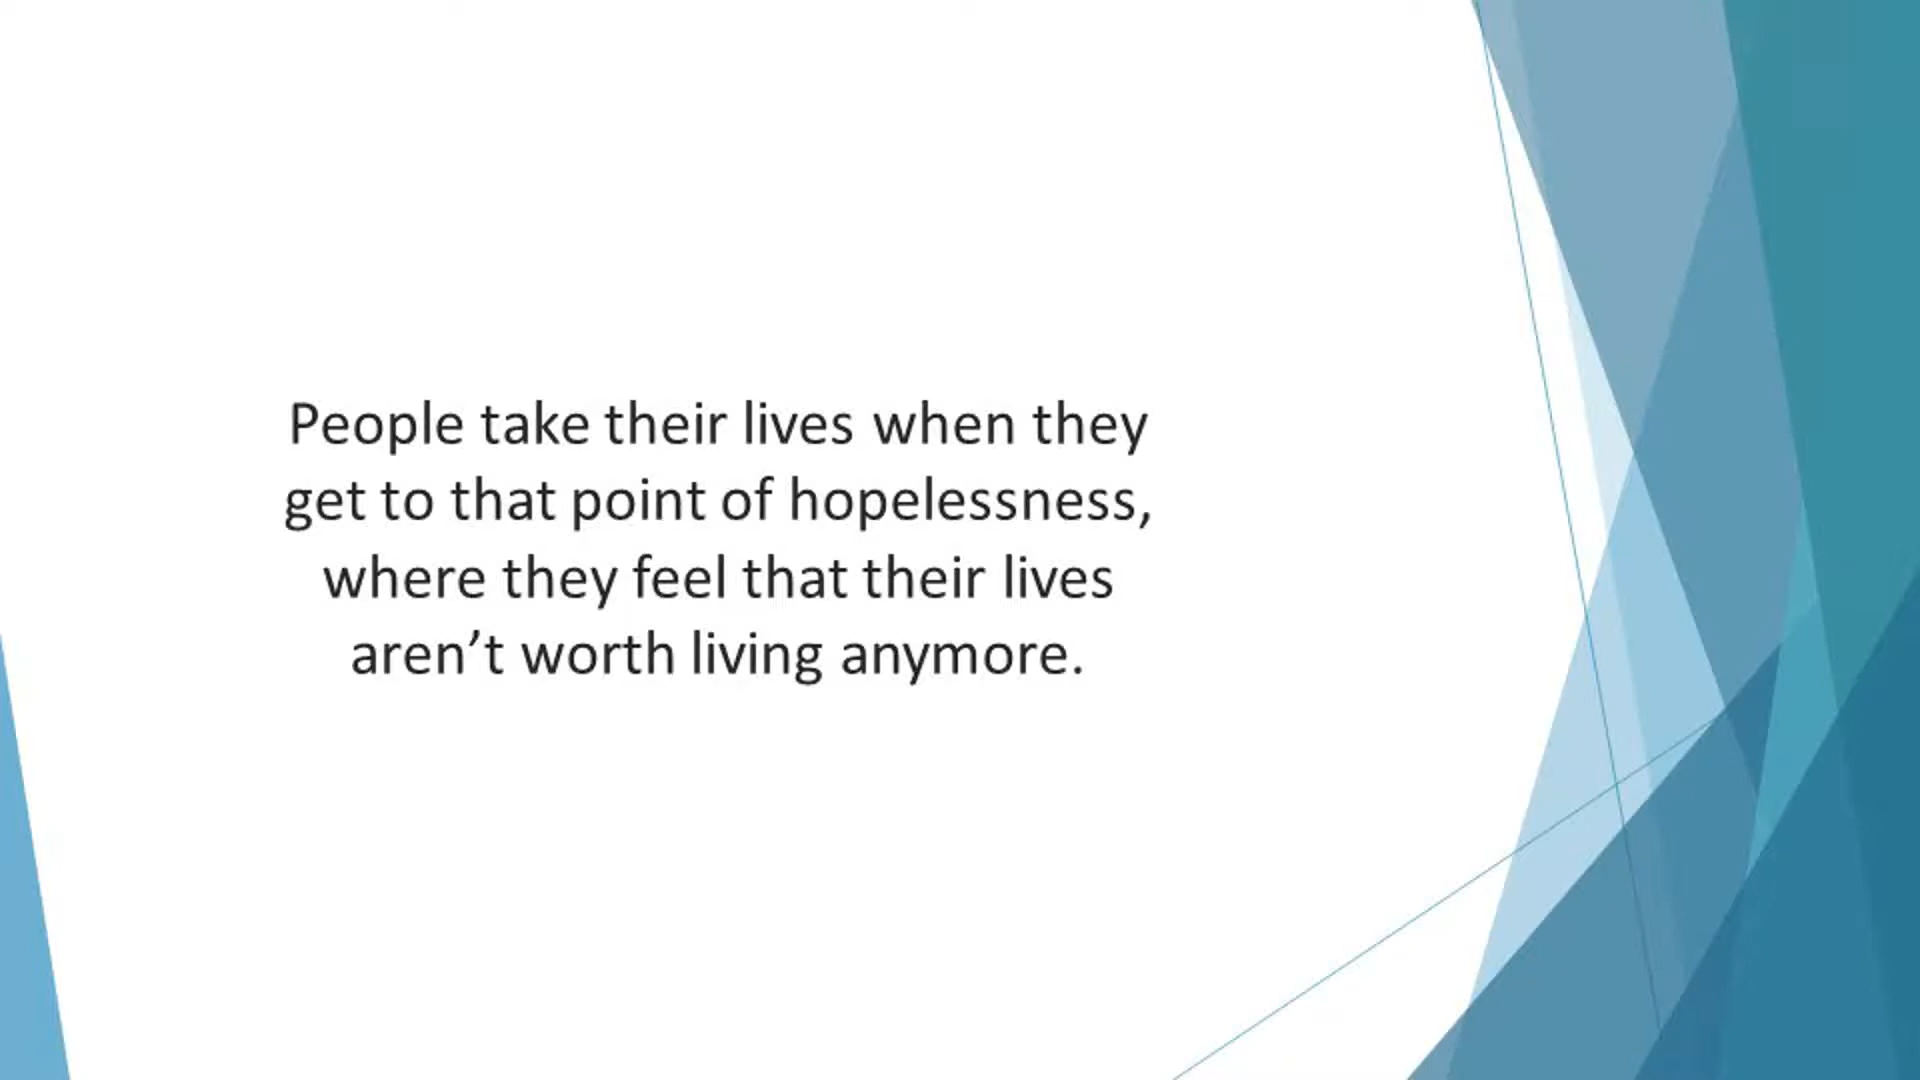 People take their lives when they
get to that point of hopelessness,
where they feel that their lives
aren’t worth living anymore.